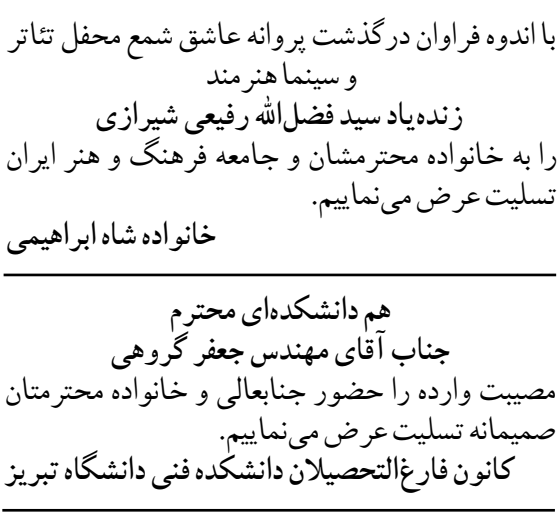 با اندوه فراوان درگذشت پروانه عاشق شمع محفل تئاتر
و سینما هنرمند
زنده‌یاد سید فضل‌الله رفیعی شیرازی
را به خانواده محترمشان و جامعه فرهنگ و هنر ایران
تسلیت عرض می‌نماییم.
خانواده شاه ابراهیمی
هم دانشکده‌ای محترم
جناب آقای مهندس جعفر گروهی
مصیبت وارده را حضور جنابعالی و خانواده محترمتان
صمیمانه تسلیت عرض می‌نماییم.
کانون فارغ‌التحصیلان دانشکده فنی دانشگاه تبریز